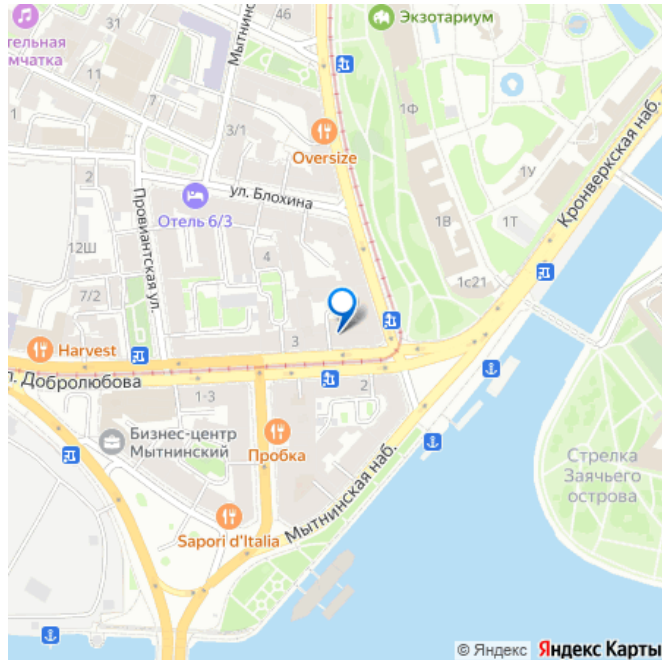 46
Экзотариум
31
тельная
мчатка
11
Мытнинс
1Ф
7
3/1
Oversize
Кронверкская наб.
1У
2
ул. Блохина
Отель 6/3
Провиантская ул.
1В
1Т
12Ш
4
1с21
7/2
3
Harvest
л. Добролюбова
2
1-3
Бизнес-центр
Мытнинский
Пробка
Мытнинская наб.
Стрелка
Заячьего
острова
Sapori d'Italia
© Яндекс Яндекс Карты